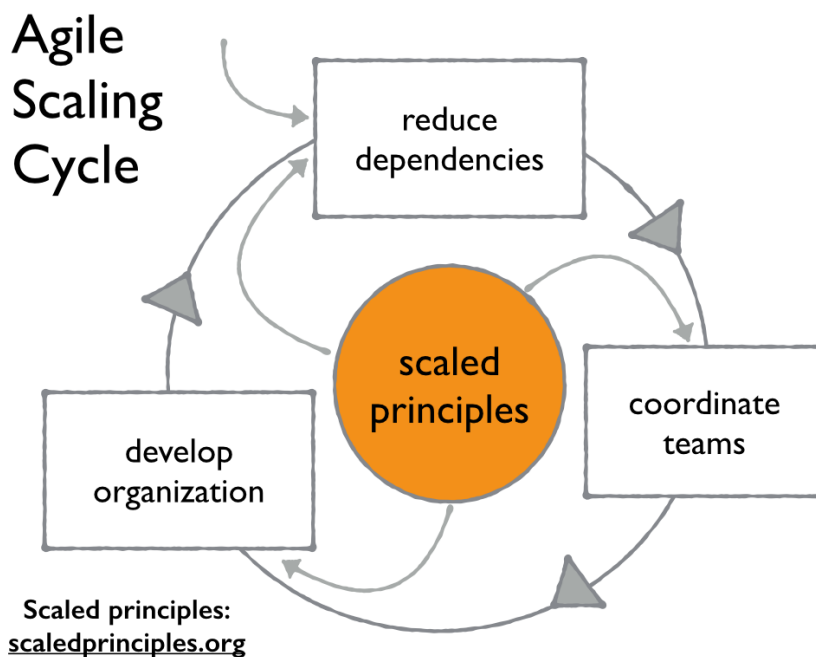 Agile
Scaling
Cycle
reduce
dependencies
scaled
principles
coordinate
teams
develop
organization
Scaled principles:
scaledprinciples.org